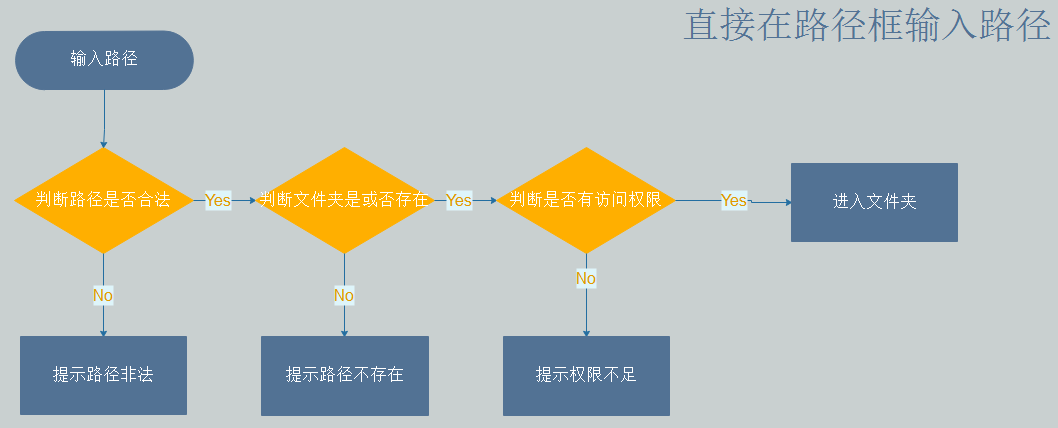 直接在路径框输入路径
输入路径
判断路径是否合法
Yes
判断文件夹是或否存在
Yes
判断是否有访问权限
Yes
进入文件夹
No
No
No
提示路径非法
提示路径不存在
提示权限不足